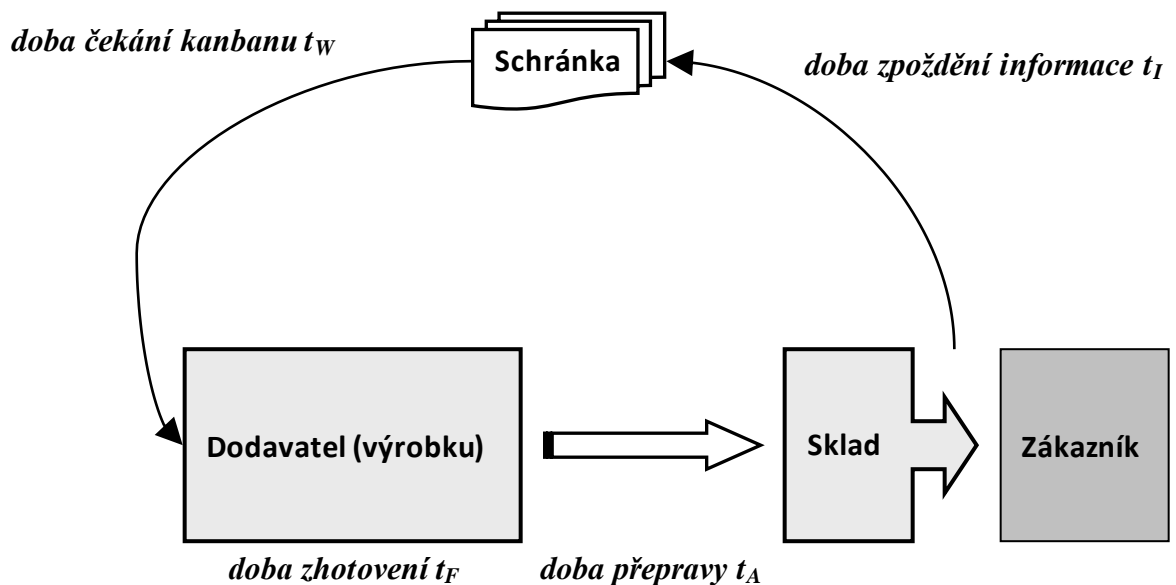 doba čekání kanbanu tW
Schránka
doba zpoždění informace tI
Dodavatel (výrobku)
Sklad
Zákazník
doba zhotovení tF
doba přepravy tA